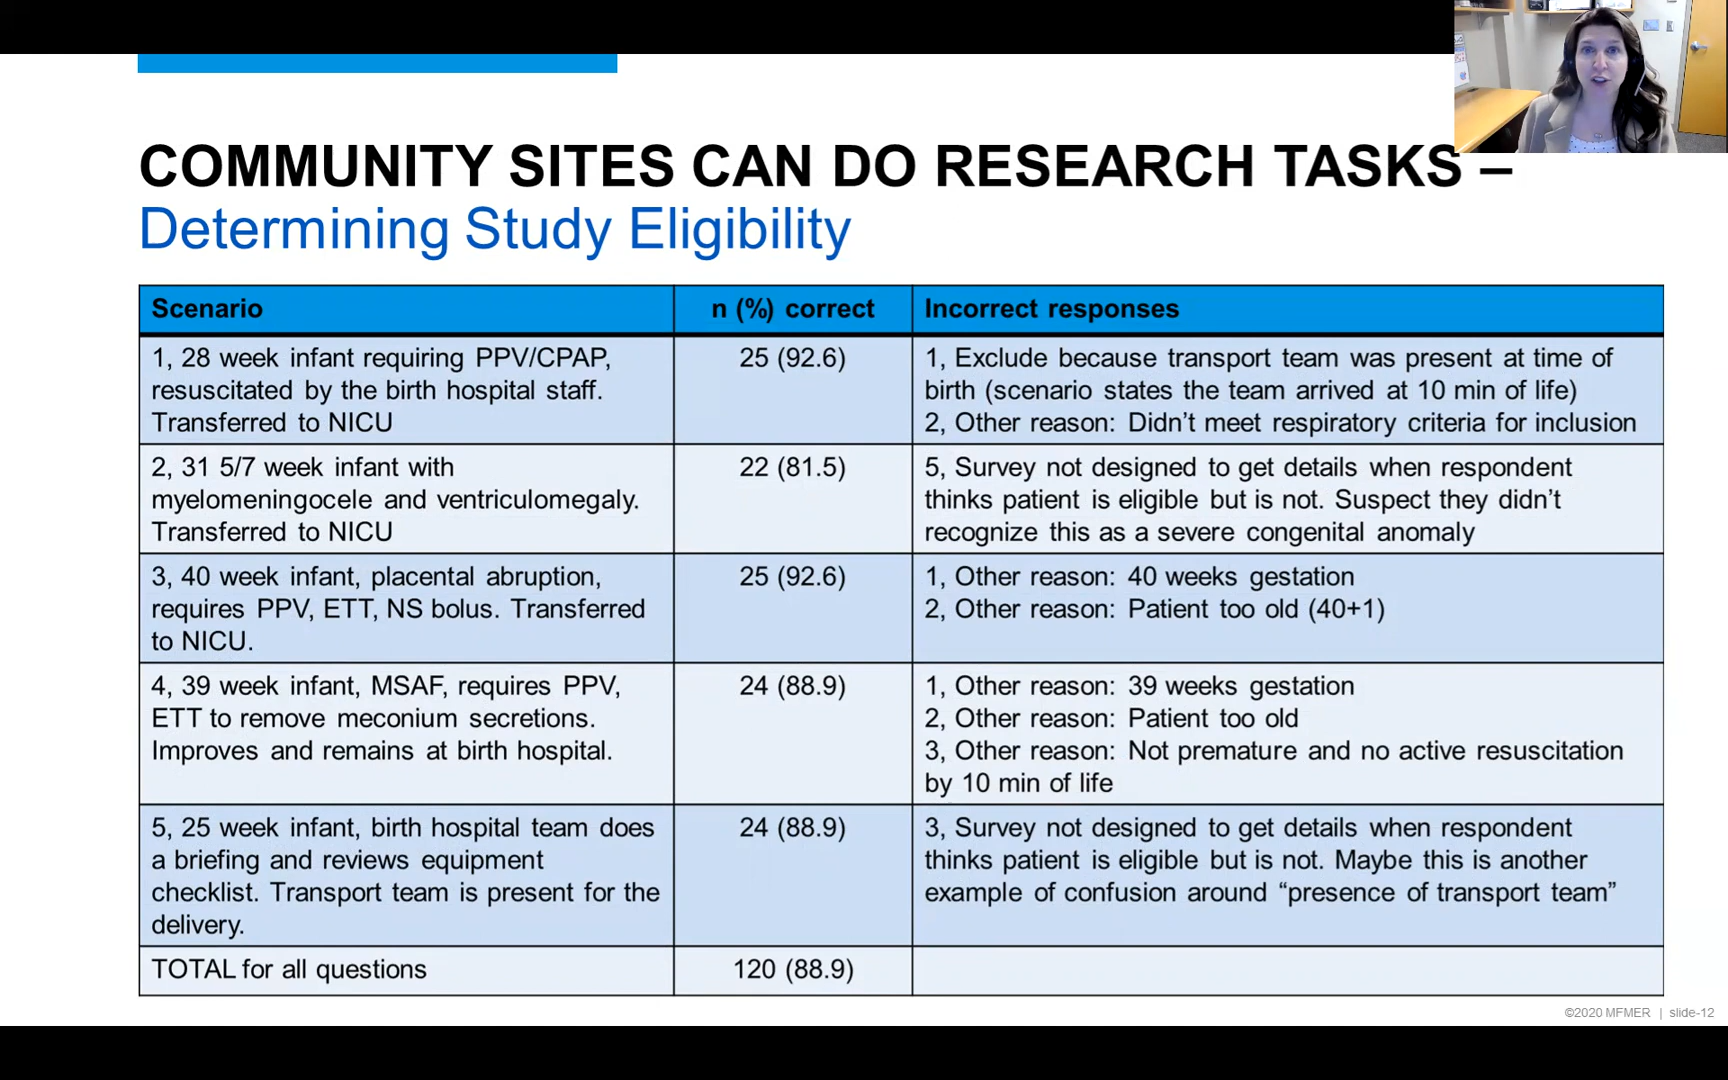 COMMUNITY SITES CAN DO RESEARCH TASKS –
Determining Study Eligibility
Scenario
n (%) correct
Incorrect responses
1, 28 week infant requiring PPV/CPAP,
resuscitated by the birth hospital staff.
Transferred to NICU
25 (92.6)
1, Exclude because transport team was present at time of
birth (scenario states the team arrived at 10 min of life)
2, Other reason: Didn’t meet respiratory criteria for inclusion
2, 31 5/7 week infant with
myelomeningocele and ventriculomegaly.
Transferred to NICU
22 (81.5)
5, Survey not designed to get details when respondent
thinks patient is eligible but is not. Suspect they didn’t
recognize this as a severe congenital anomaly
3, 40 week infant, placental abruption,
requires PPV, ETT, NS bolus. Transferred
to NICU.
25 (92.6)
1, Other reason: 40 weeks gestation
2, Other reason: Patient too old (40+1)
4, 39 week infant, MSAF, requires PPV,
ETT to remove meconium secretions.
Improves and remains at birth hospital.
24 (88.9)
1, Other reason: 39 weeks gestation
2, Other reason: Patient too old
3, Other reason: Not premature and no active resuscitation
by 10 min of life
5, 25 week infant, birth hospital team does
a briefing and reviews equipment
checklist. Transport team is present for the
delivery.
24 (88.9)
3, Survey not designed to get details when respondent
thinks patient is eligible but is not. Maybe this is another
example of confusion around “presence of transport team”
TOTAL for all questions
120 (88.9)
©2020 MFMER | slide-12